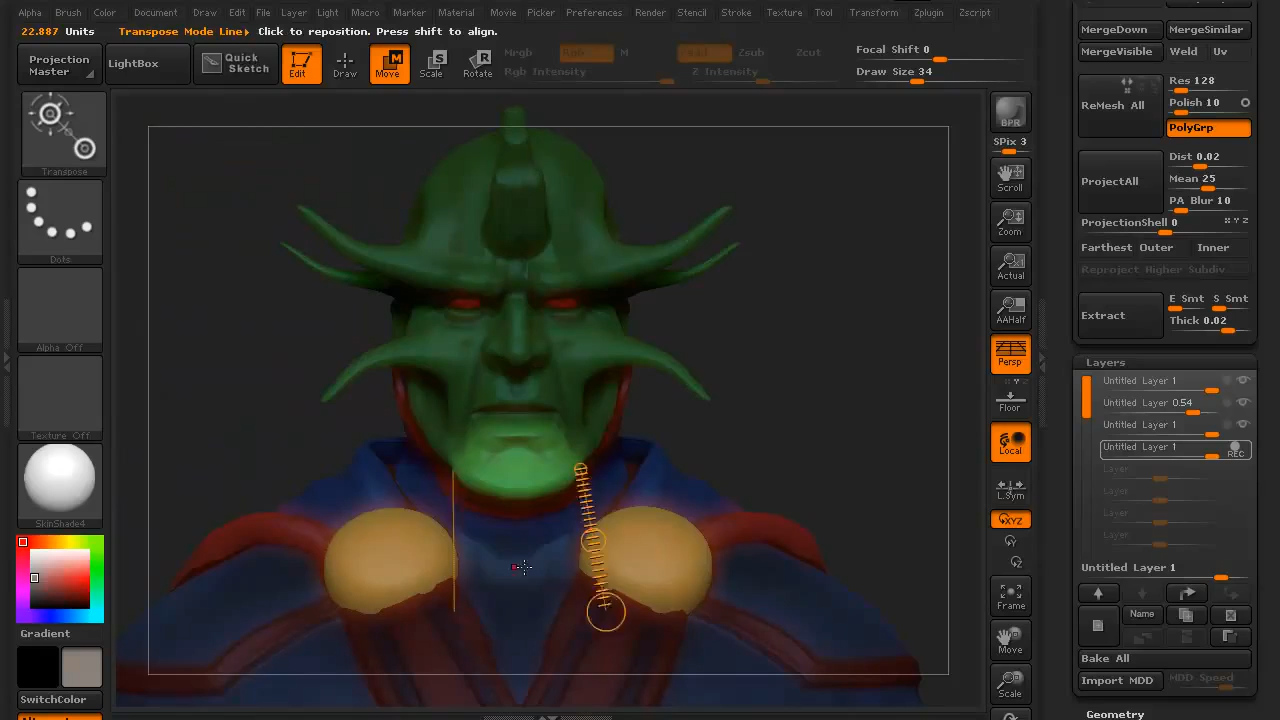 Alpha Brush Color Document Draw Edit File Layer Light Macro Marker Material Movie Picker Preferences Render Stencil Stroke Texture Tool Transform Zplugin Zscript
22.887 Units Transpose Mode Line▸ Click to reposition. Press shift to align.
Projection Master
LightBox
Quick Sketch
Edit
Draw
Move
Scale
Rotate
Mrgb Rgb M
Rgb Intensity
Zadd Zsub Zcut
Z Intensity
Focal Shift 0
Draw Size 34
Transpose
Dots
Alpha Off
Texture Off
SkinShade4
Gradient
SwitchColor
BPR
SPix 3
Scroll
Zoom
Actual
AAHalf
Persp
Floor
Local
L.Sym
XYZ
Y
Z
Frame
Move
Scale
MergeDown MergeSimilar
MergeVisible Weld Uv
ReMesh All
Res 128
Polish 10
PolyGrp
ProjectAll
Dist 0.02
Mean 25
PA Blur 10
ProjectionShell 0
Farthest Outer Inner
Reproject Higher Subdiv
Extract
E Smt S Smt
Thick 0.02
Layers
Untitled Layer 1
Untitled Layer 0.54
Untitled Layer 1
Untitled Layer 1 REC
Layer
Layer
Layer
Layer
Untitled Layer 1
Name
Bake All
Import MDD MDD Speed
Geometry